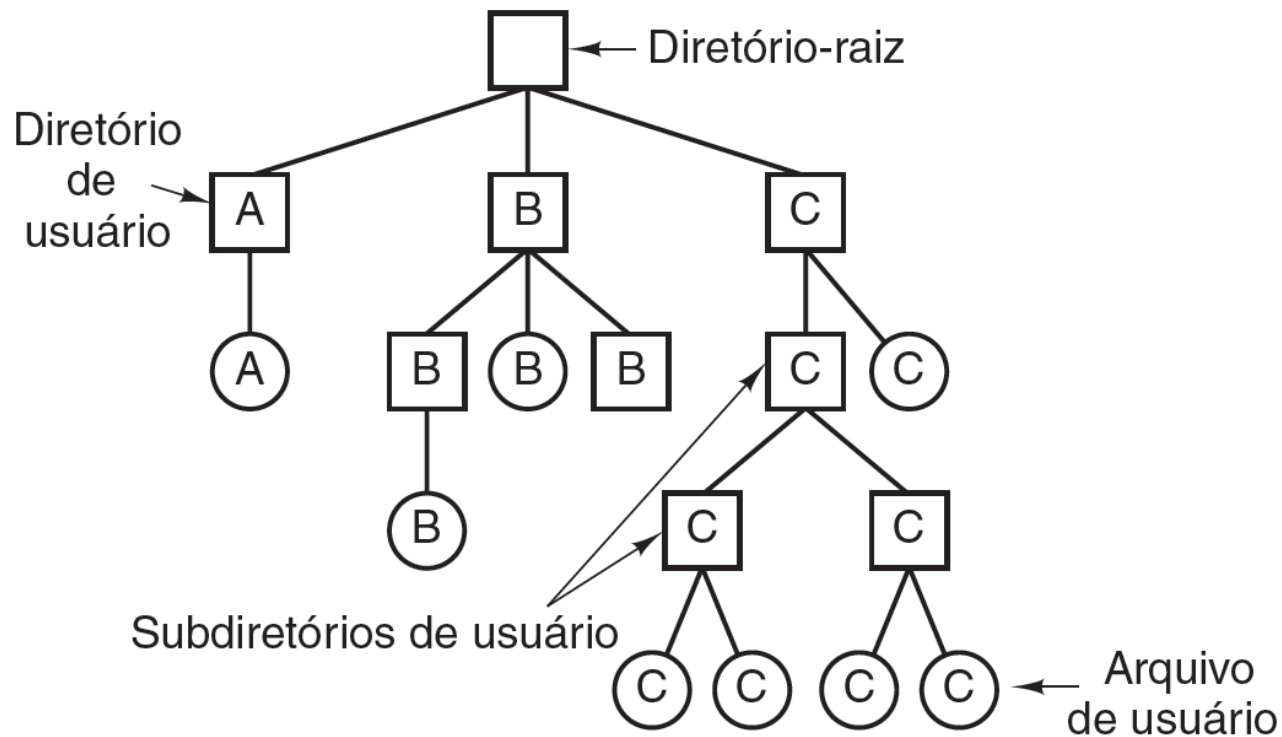 Diretório-raiz
Diretório
de
usuário
A
B
C
A
B
B
B
C
C
B
C
C
Subdiretórios de usuário
C
C
C
C
Arquivo
de usuário